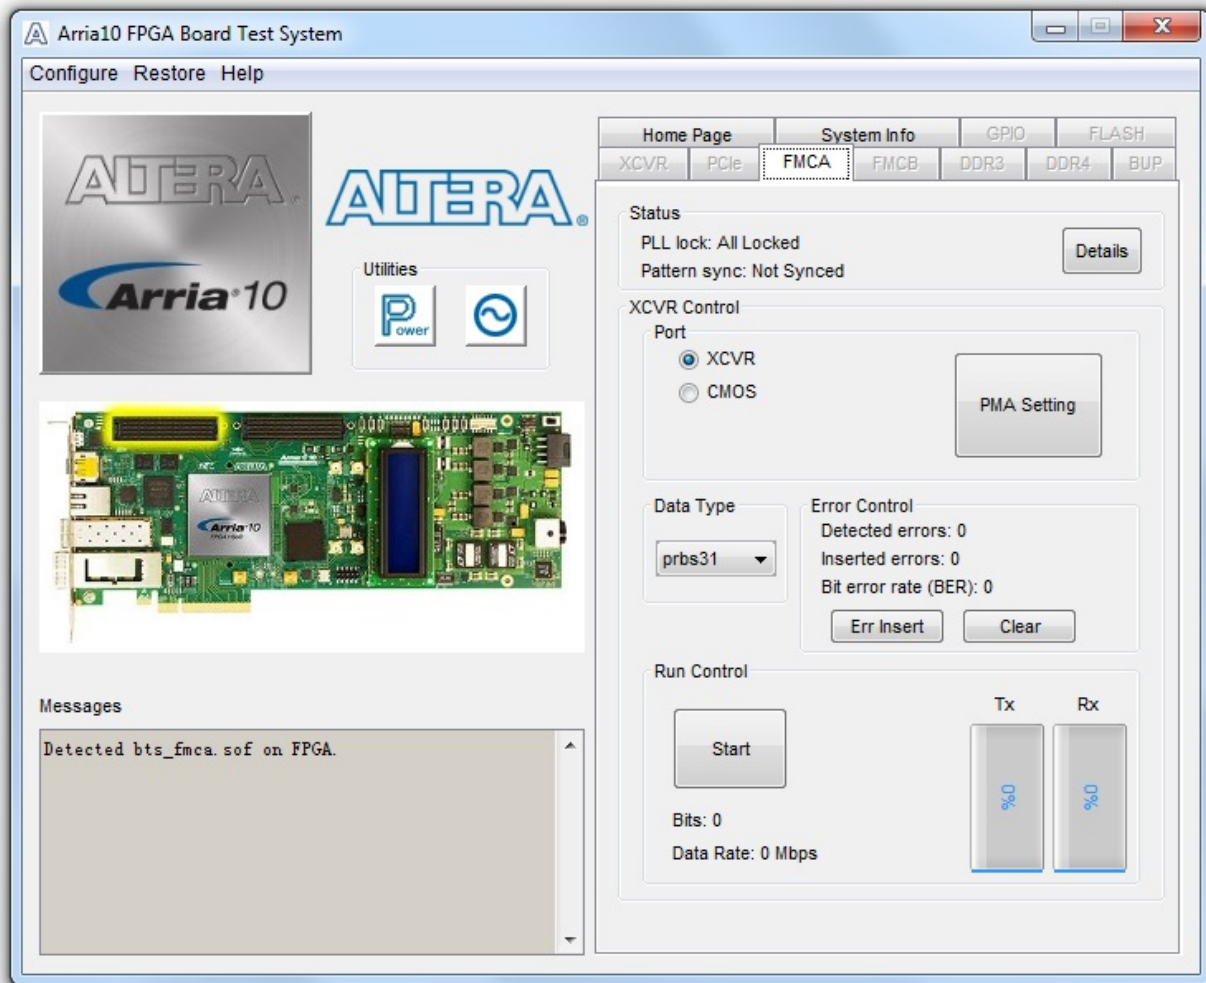 Arria10 FPGA Board Test System
Configure Restore Help
ALTERA®
Arria® 10
ALTERA®
Utilities
Power
Home Page System Info GPIO FLASH
XCVR PCIe FMCA FMCB DDR3 DDR4 BUP
Status
PLL lock: All Locked
Pattern sync: Not Synced
Details
XCVR Control
Port
XCVR
CMOS
PMA Setting
Data Type
prbs31
Error Control
Detected errors: 0
Inserted errors: 0
Bit error rate (BER): 0
Err Insert Clear
Run Control
Start
Tx Rx
0% 0%
Bits: 0
Data Rate: 0 Mbps
ALTERA
Arria 10
Messages
Detected bts_fmca.sof on FPGA.